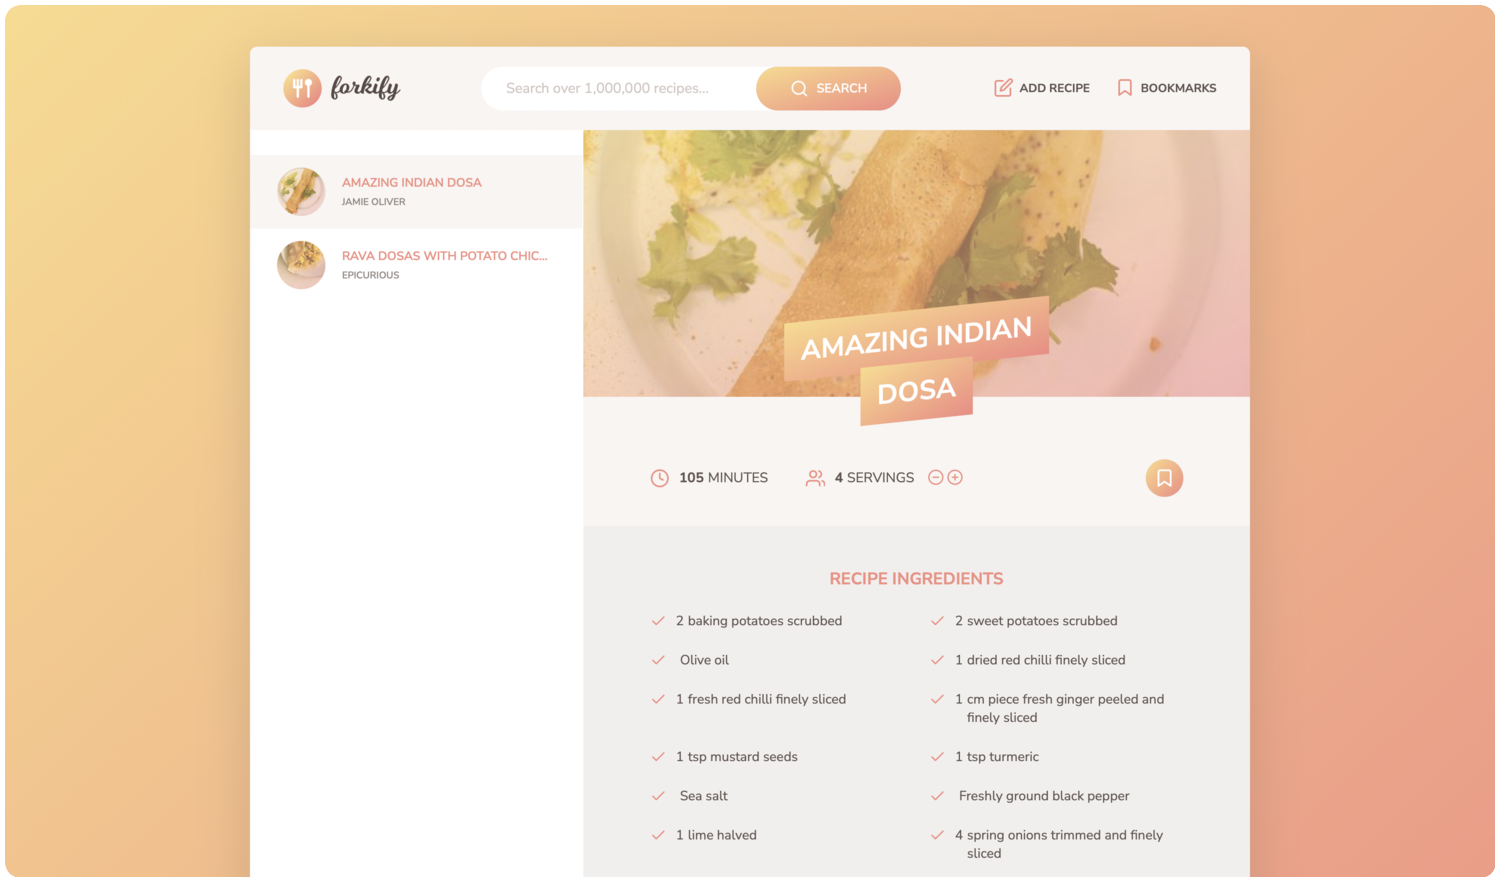 forkify
Search over 1,000,000 recipes...
SEARCH
ADD RECIPE
BOOKMARKS
AMAZING INDIAN DOSA
JAMIE OLIVER
RAVA DOSAS WITH POTATO CHIC...
EPICURIOUS
AMAZING INDIAN
DOSA
105 MINUTES
4 SERVINGS
RECIPE INGREDIENTS
2 baking potatoes scrubbed
2 sweet potatoes scrubbed
Olive oil
1 dried red chilli finely sliced
1 fresh red chilli finely sliced
1 cm piece fresh ginger peeled and
finely sliced
1 tsp mustard seeds
1 tsp turmeric
Sea salt
Freshly ground black pepper
1 lime halved
4 spring onions trimmed and finely
sliced